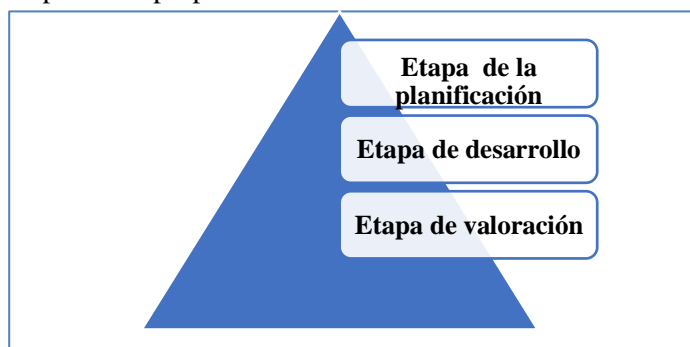 Etapa de la
planificación
Etapa de desarrollo
Etapa de valoración